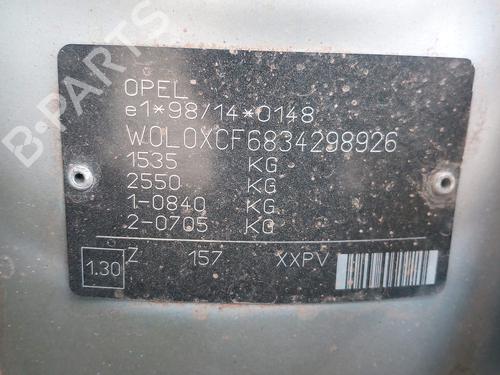 B-PARTS
OPEL
e1*98/14*0148
W0L0XCF6834298926
1535 KG
2550 KG
1-0840 KG
2-0705 KG
1.30 Z 157 XXPV